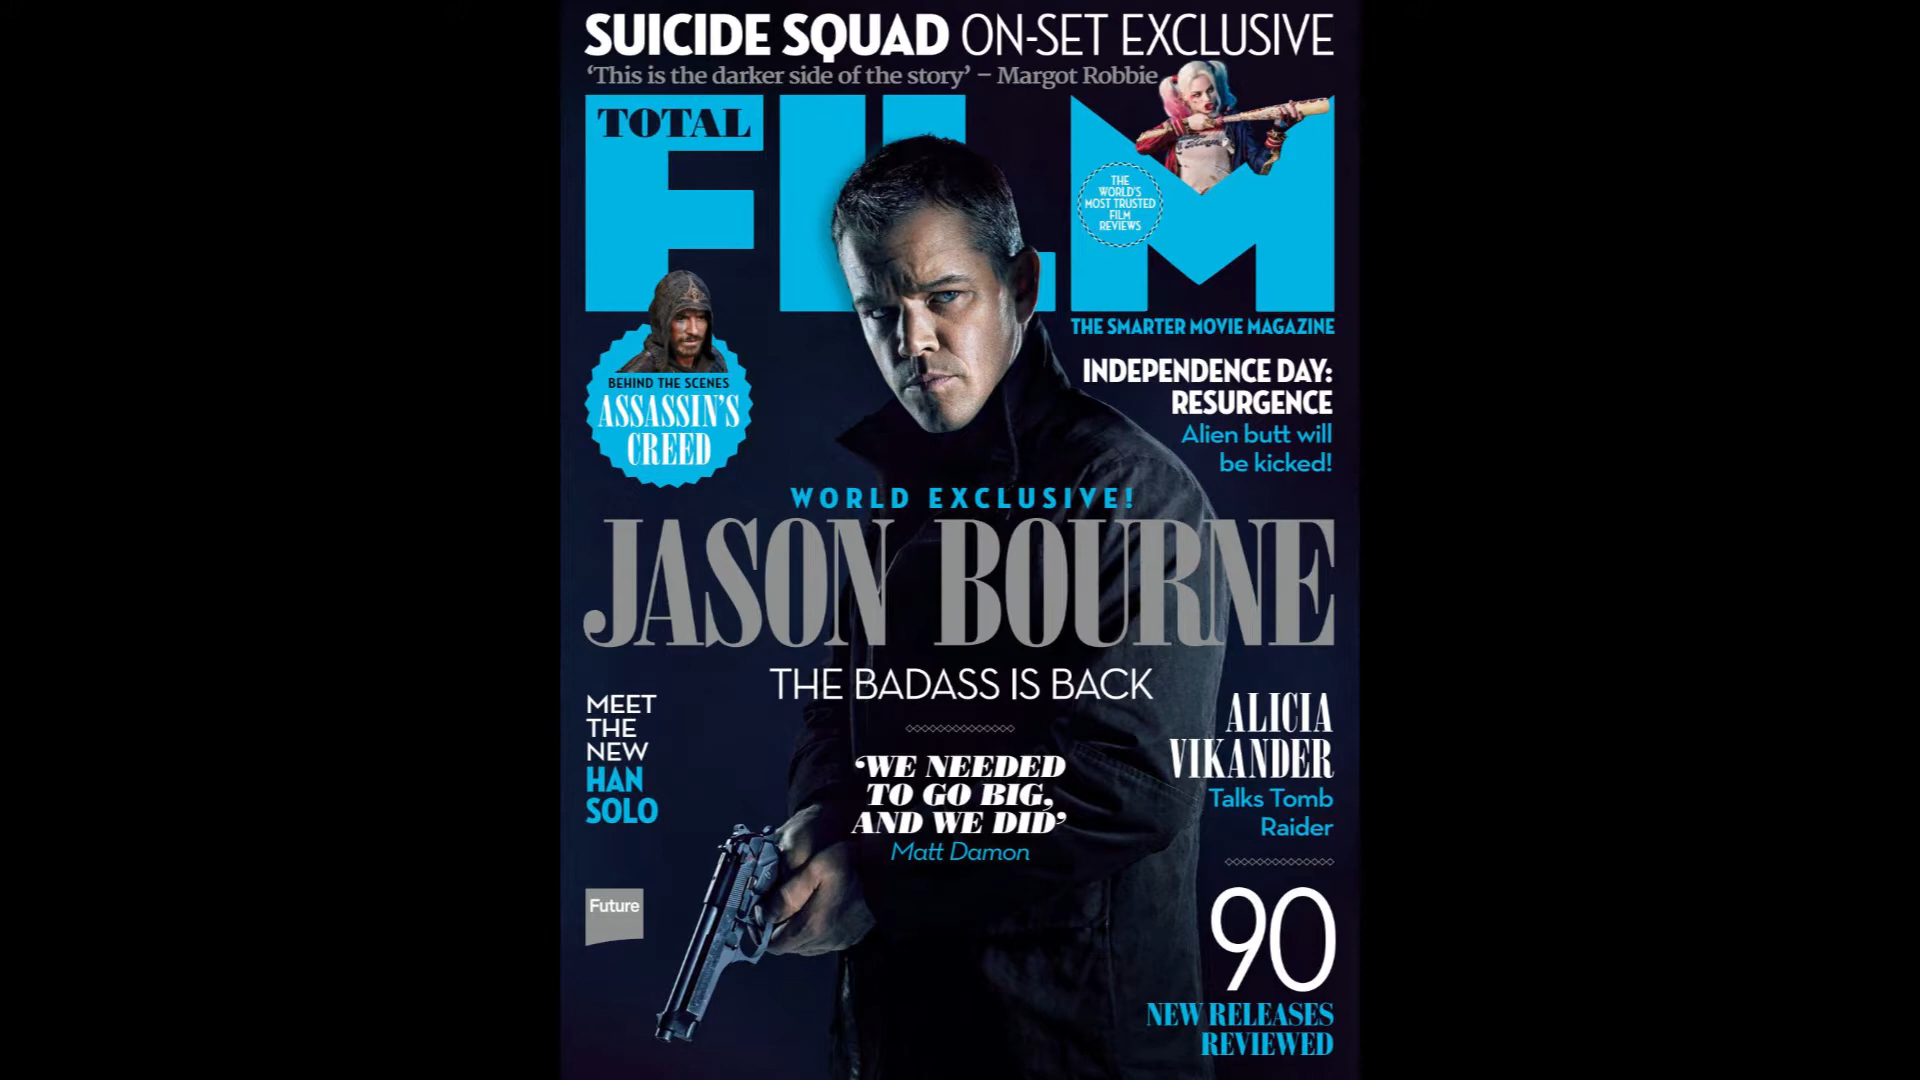 SUICIDE SQUAD ON-SET EXCLUSIVE
‘This is the darker side of the story’ – Margot Robbie
TOTAL
FILM
THE
WORLD'S
MOST TRUSTED
FILM
REVIEWS
THE SMARTER MOVIE MAGAZINE
BEHIND THE SCENES
ASSASSIN'S
CREED
INDEPENDENCE DAY:
RESURGENCE
Alien butt will
be kicked!
WORLD EXCLUSIVE!
JASON BOURNE
THE BADASS IS BACK
MEET
THE
NEW
HAN
SOLO
‘WE NEEDED
TO GO BIG,
AND WE DID’
Matt Damon
ALICIA
VIKANDER
Talks Tomb
Raider
Future
90
NEW RELEASES
REVIEWED